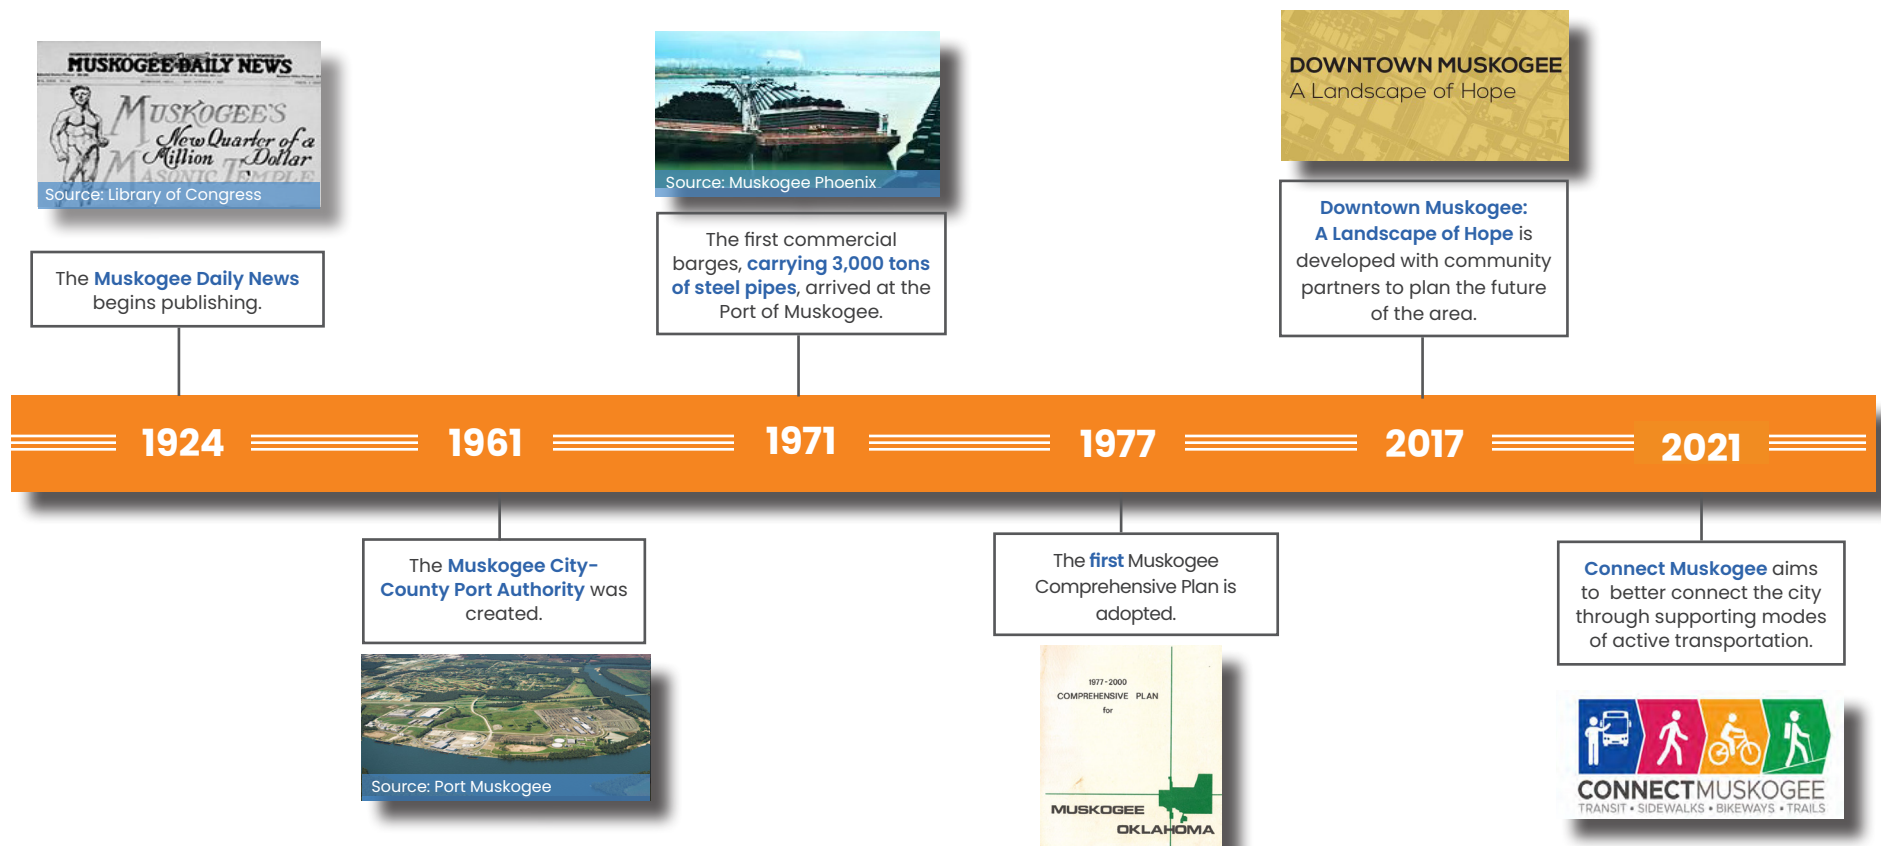 MUSKOGEE DAILY NEWS
MUSKOGEE'S
New Quarter of a
Million Dollar
MASONIC TEMPLE
Source: Library of Congress
The Muskogee Daily News
begins publishing.
Source: Muskogee Phoenix
The first commercial
barges, carrying 3,000 tons
of steel pipes, arrived at the
Port of Muskogee.
DOWNTOWN MUSKOGEE
A Landscape of Hope
Downtown Muskogee:
A Landscape of Hope is
developed with community
partners to plan the future
of the area.
1924
1961
1971
1977
2017
2021
The Muskogee City-
County Port Authority was
created.
Source: Port Muskogee
The first Muskogee
Comprehensive Plan is
adopted.
1977-2000
COMPREHENSIVE PLAN
for
MUSKOGEE
OKLAHOMA
Connect Muskogee aims
to better connect the city
through supporting modes
of active transportation.
CONNECTMUSKOGEE
TRANSIT • SIDEWALKS • BIKEWAYS • TRAILS